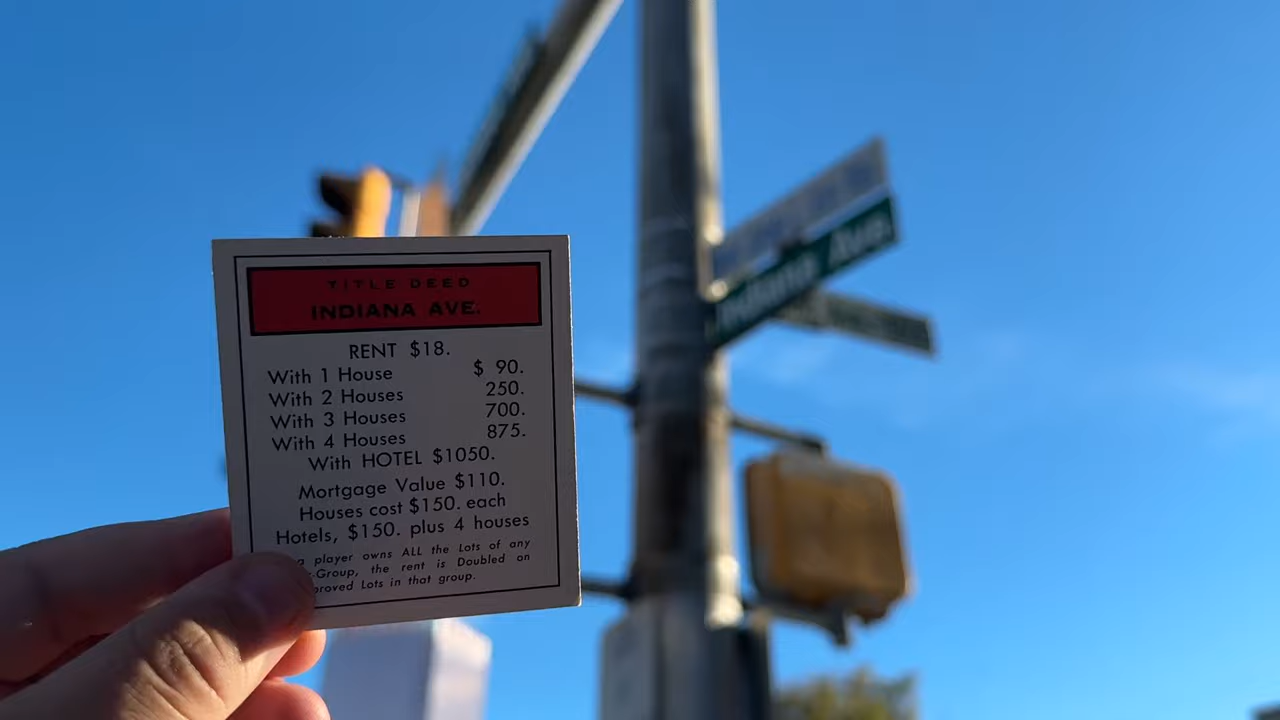 TITLE DEED
INDIANA AVE.
RENT $18.
With 1 House $ 90.
With 2 Houses 250.
With 3 Houses 700.
With 4 Houses 875.
With HOTEL $1050.
Mortgage Value $110.
Houses cost $150. each
Hotels, $150. plus 4 houses
a player owns ALL the Lots of any
-Group, the rent is Doubled on
proved Lots in that group.
Indiana Ave.